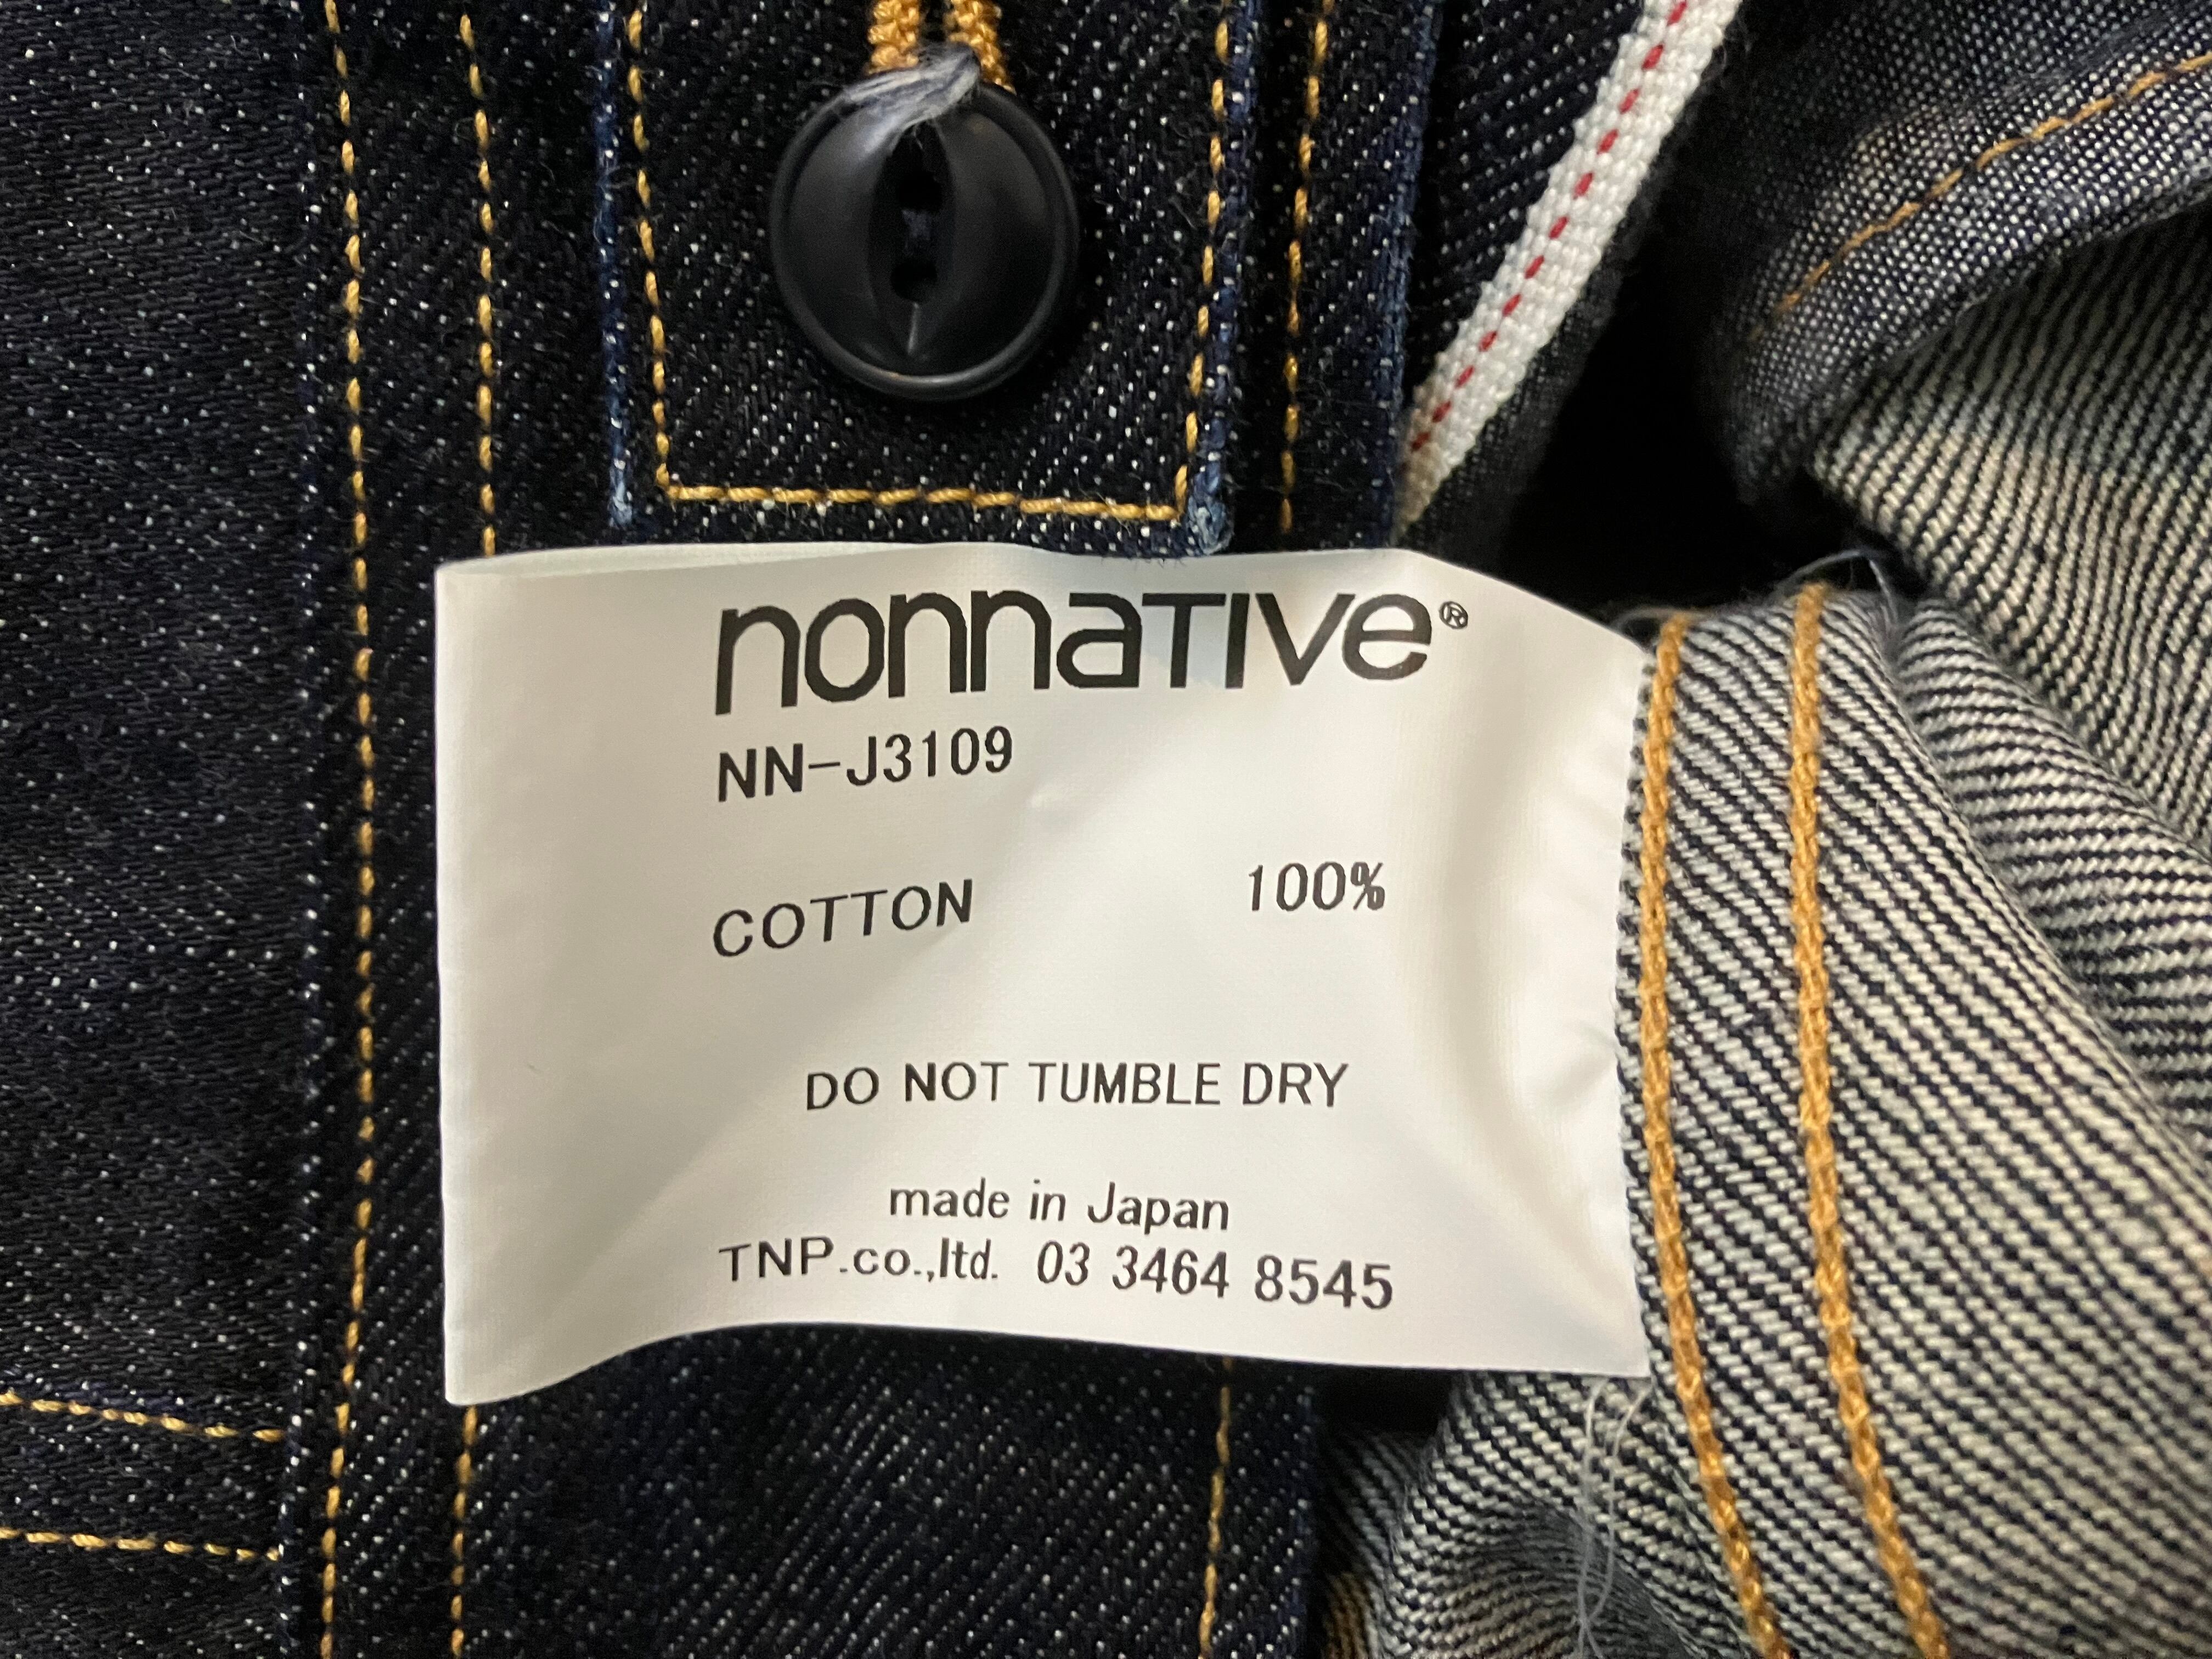 nonnaTIVe®
NN-J3109
COTTON 100%
DO NOT TUMBLE DRY
made in Japan
TNP.co.,ltd. 03 3464 8545